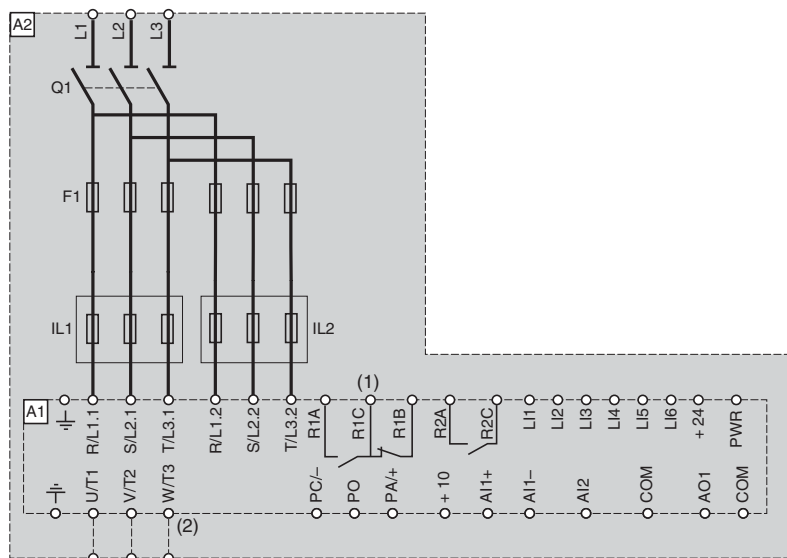 A2
L1 L2 L3
Q1
F1
IL1 IL2
(1)
A1
R/L1.1 S/L2.1 T/L3.1 R/L1.2 S/L2.2 T/L3.2 R1A R1C R1B R2A R2C LI1 LI2 LI3 LI4 LI5 LI6 + 24 PWR
U/T1 V/T2 W/T3 PC/– PO PA/+ + 10 AI1+ AI1– AI2 COM AO1 COM
(2)